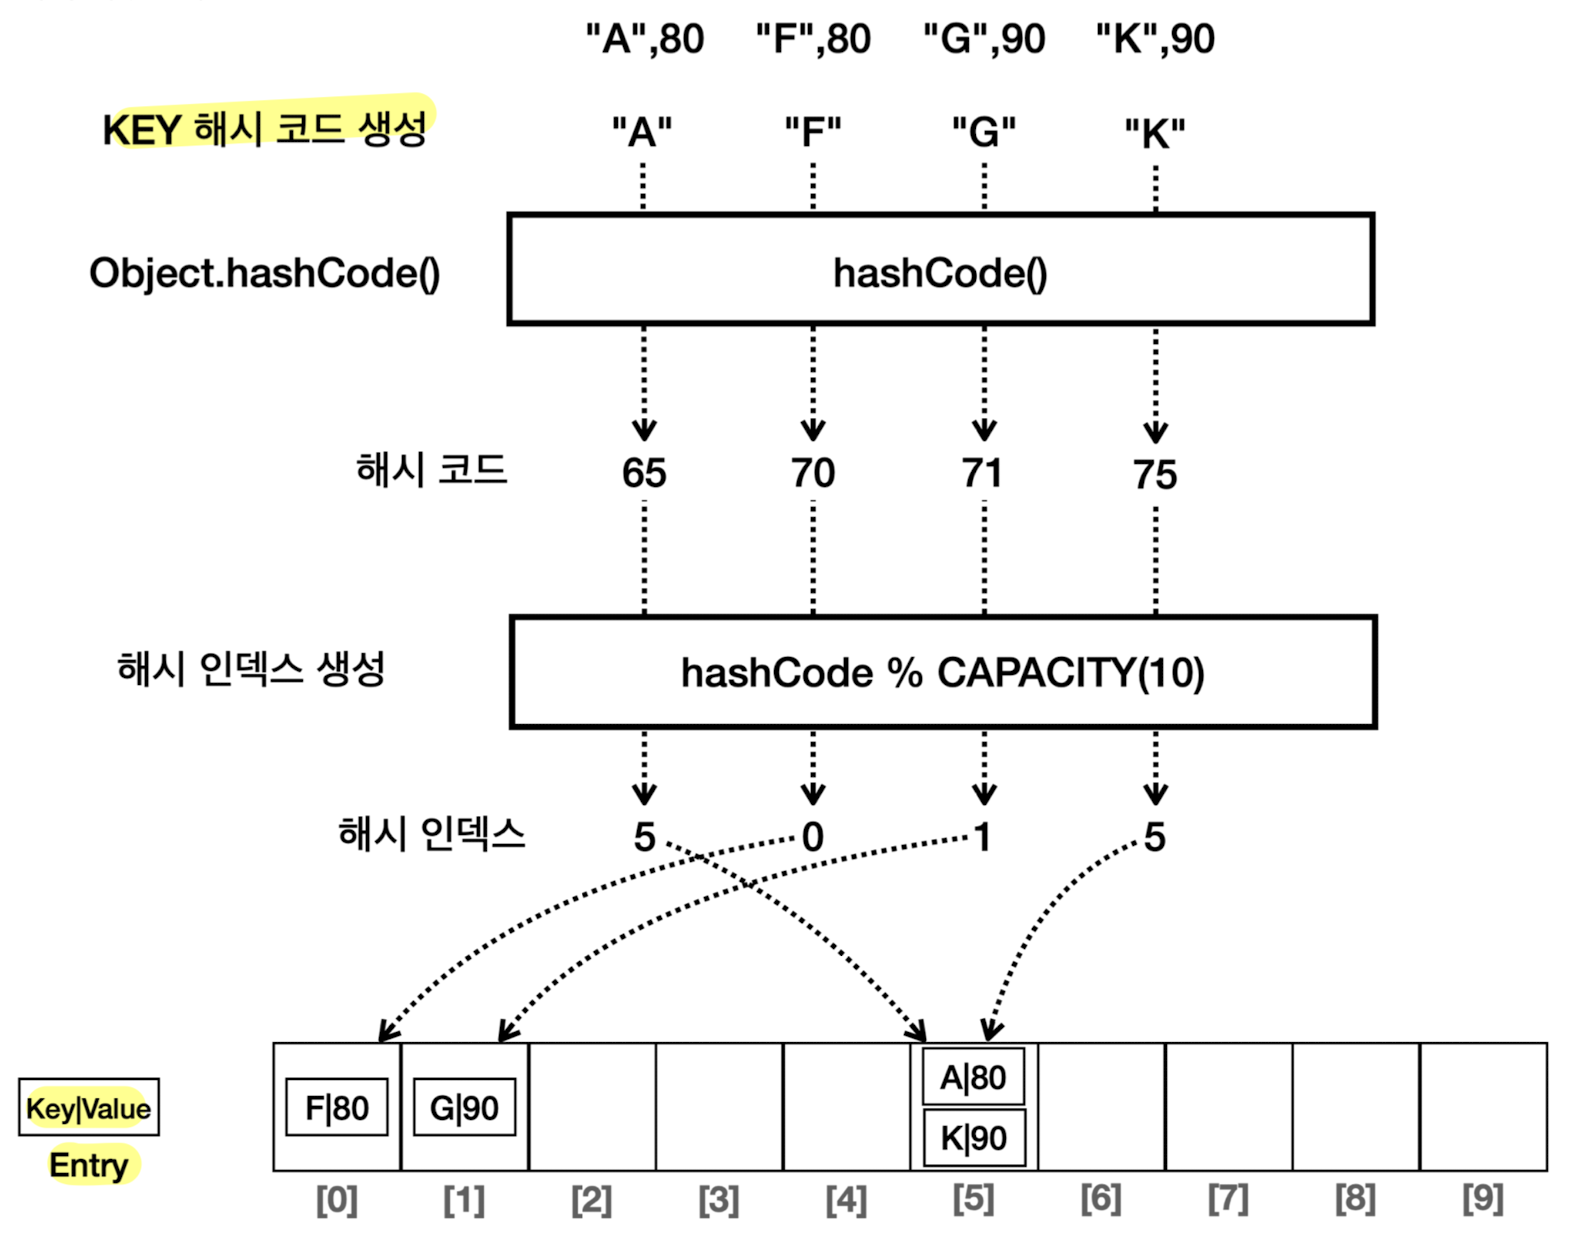 "A",80 "F",80 "G",90 "K",90
KEY 해시 코드 생성 "A" "F" "G" "K"
Object.hashCode() hashCode()
해시 코드 65 70 71 75
해시 인덱스 생성 hashCode % CAPACITY(10)
해시 인덱스 5 0 1 5
A|80
Key|Value F|80 G|90
K|90
Entry
[0] [1] [2] [3] [4] [5] [6] [7] [8] [9]